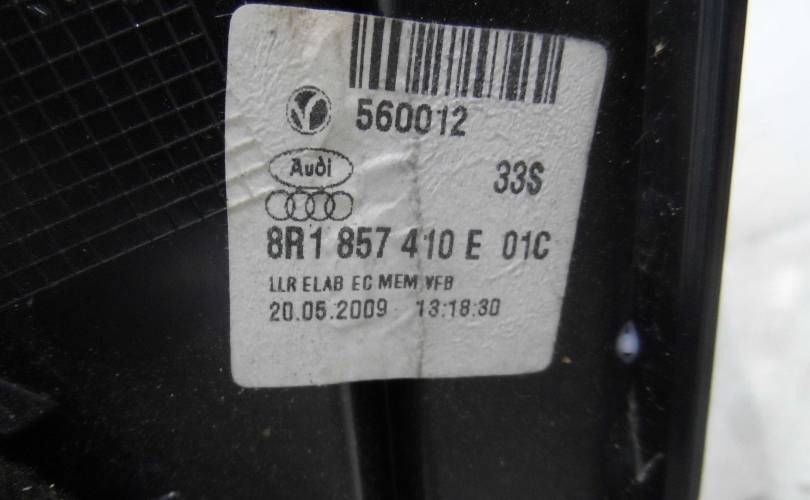 560012
Audi
33S
8R1 857 410 E 01C
LLR ELAB EC MEM VFB
20.05.2009 13:18:30